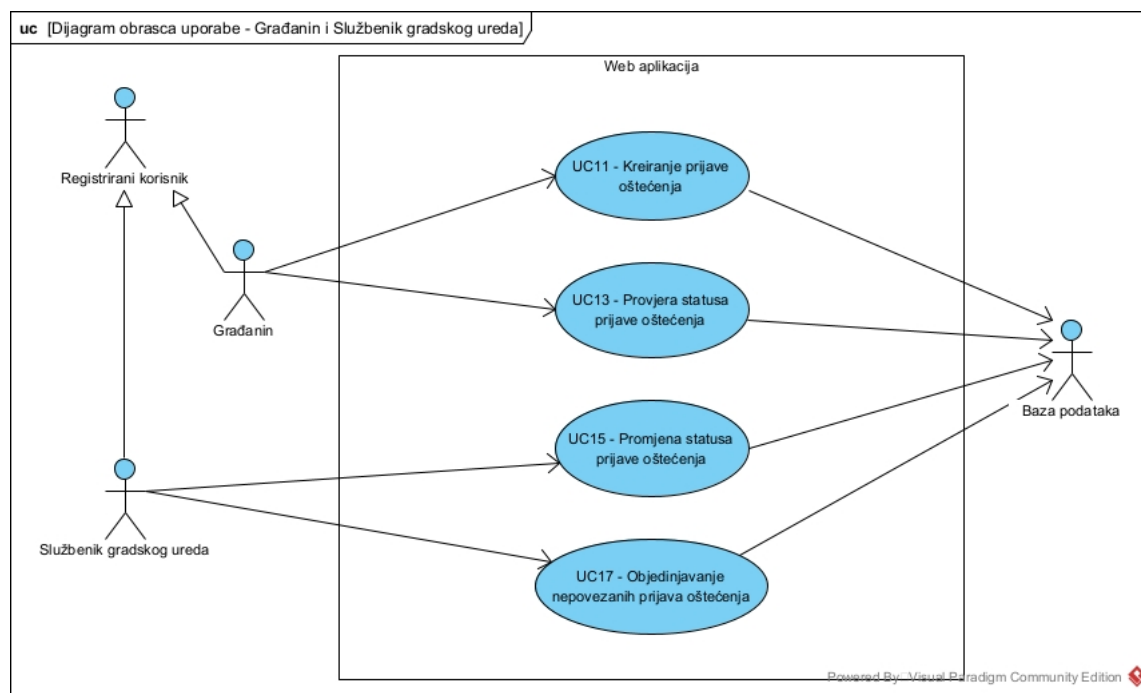 uc [Dijagram obrasca uporabe - Građanin i Službenik gradskog ureda]
Web aplikacija
Registrirani korisnik
UC11 - Kreiranje prijave
oštećenja
Građanin
UC13 - Provjera statusa
prijave oštećenja
Baza podataka
UC15 - Promjena statusa
prijave oštećenja
Službenik gradskog ureda
UC17 - Objedinjavanje
nepovezanih prijava oštećenja
Powered By Visual Paradigm Community Edition